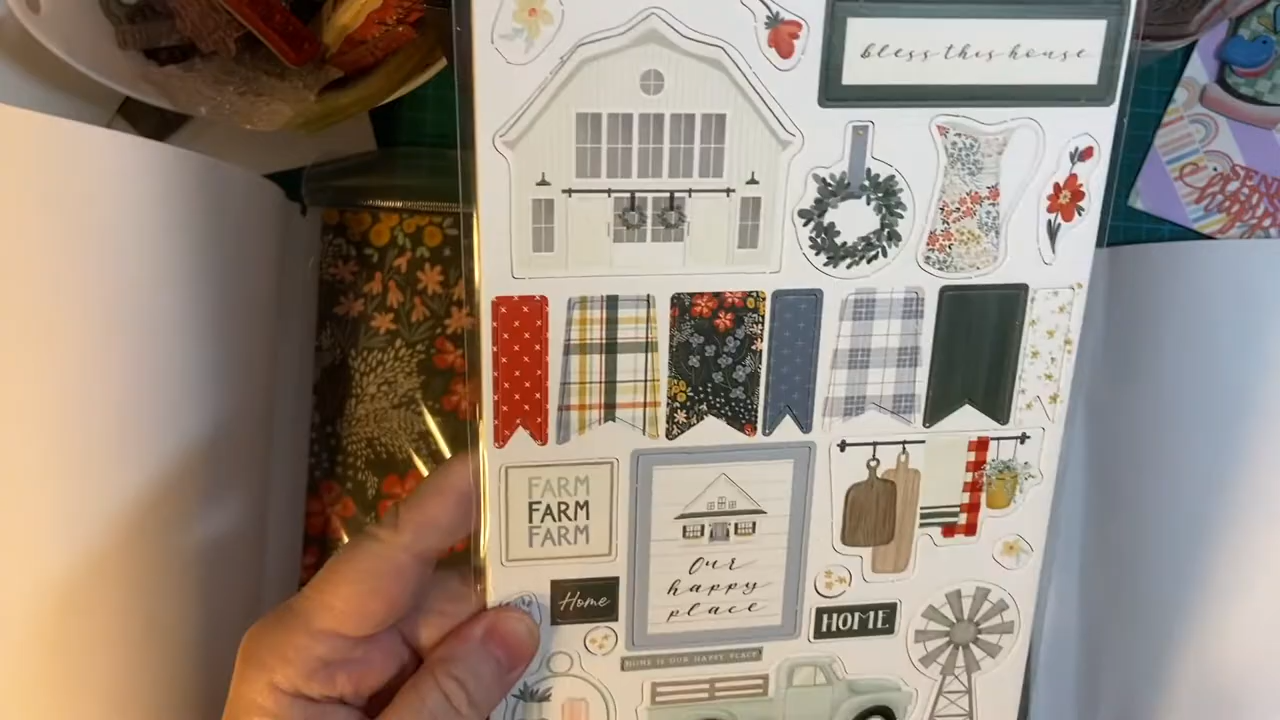 bless this house
FARM
FARM
FARM
Our
happy
place
Home
HOME
HOME IS OUR HAPPY PLACE